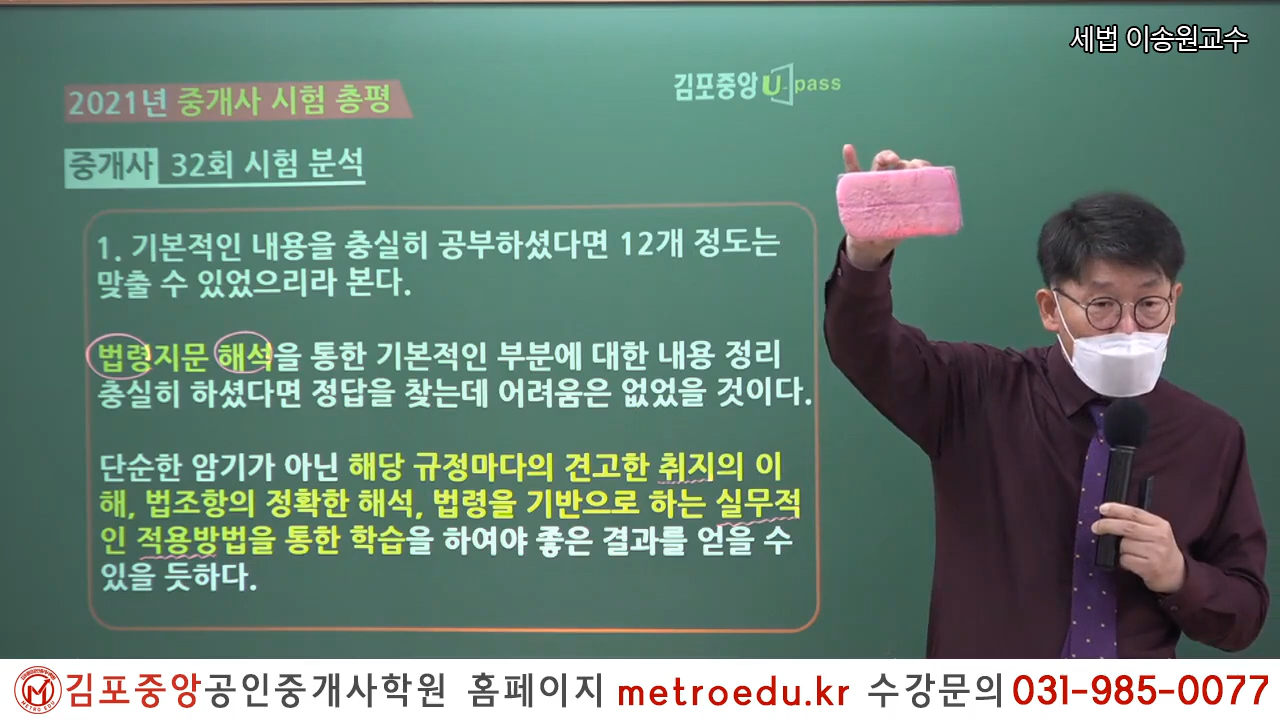 세법 이송원교수
김포중앙 U-pass
2021년 중개사 시험 총평
중개사 32회 시험 분석
1. 기본적인 내용을 충실히 공부하셨다면 12개 정도는
맞출 수 있었으리라 본다.
법령지문 해석을 통한 기본적인 부분에 대한 내용 정리
충실히 하셨다면 정답을 찾는데 어려움은 없었을 것이다.
단순한 암기가 아닌 해당 규정마다의 견고한 취지의 이
해, 법조항의 정확한 해석, 법령을 기반으로 하는 실무적
인 적용방법을 통한 학습을 하여야 좋은 결과를 얻을 수
있을 듯하다.
M METRO EDU 김포중앙공인중개사학원 홈페이지 metroedu.kr 수강문의 031-985-0077